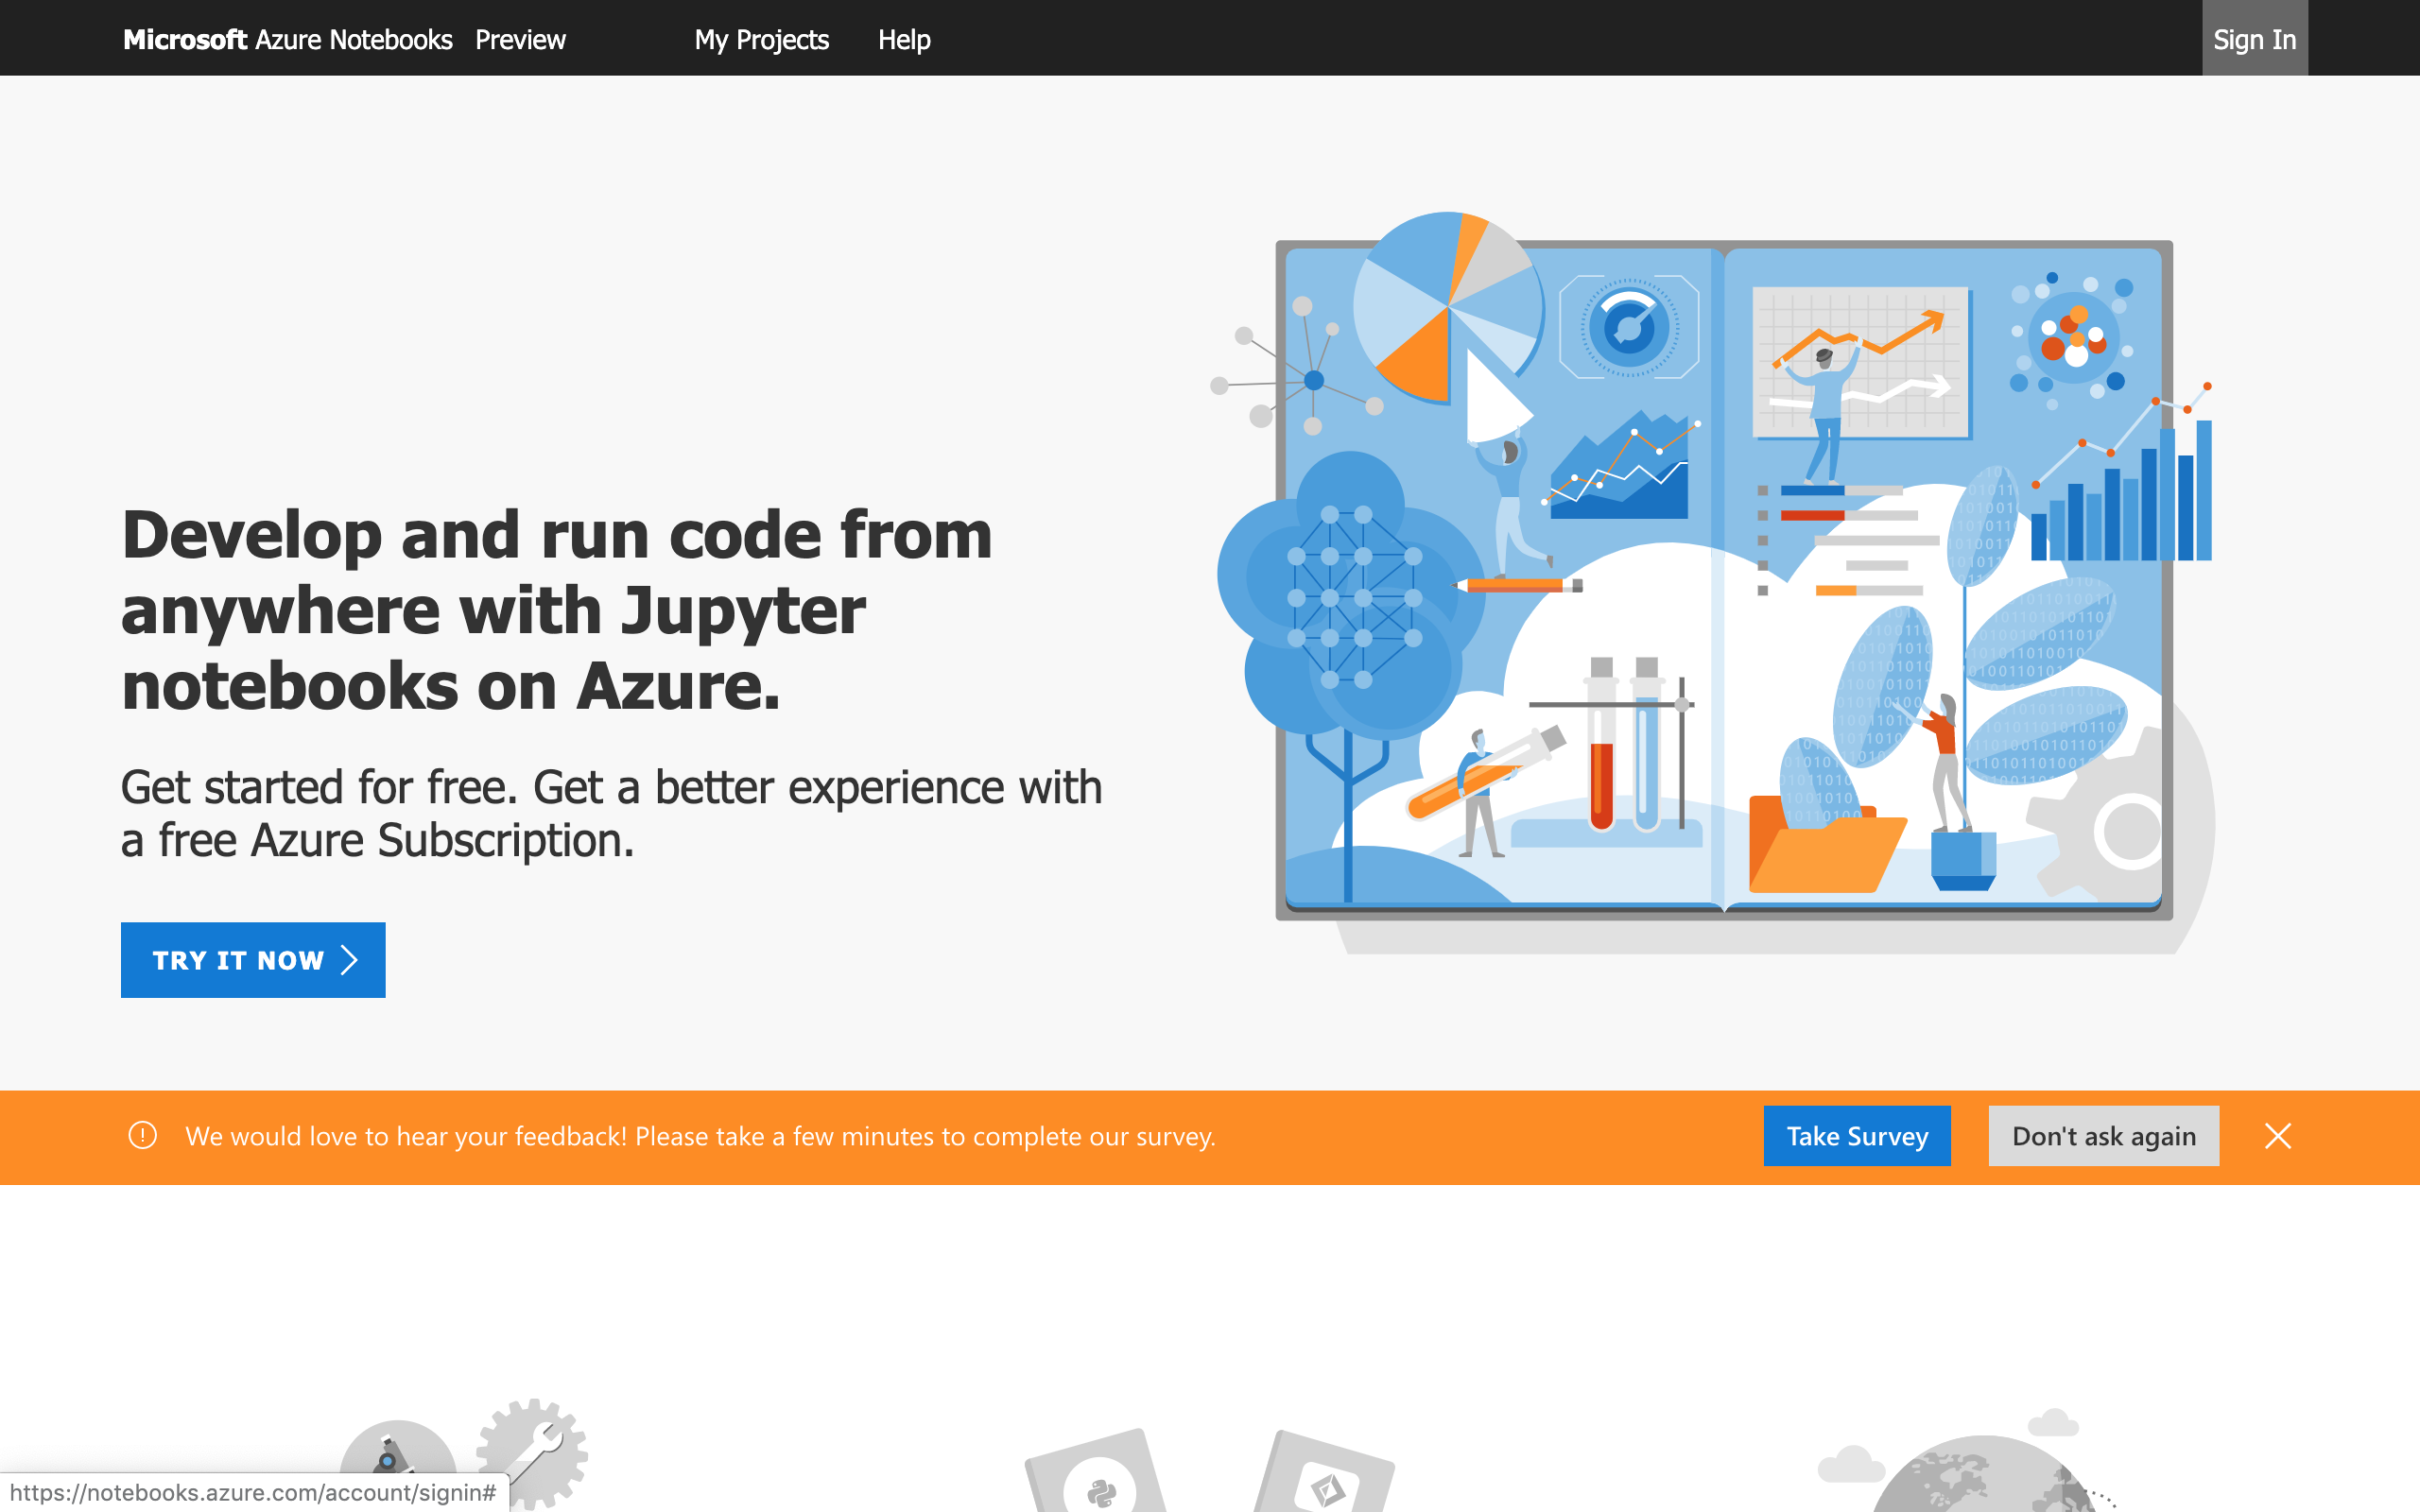 Microsoft Azure Notebooks Preview My Projects Help Sign In
Develop and run code from
anywhere with Jupyter
notebooks on Azure.
Get started for free. Get a better experience with
a free Azure Subscription.
TRY IT NOW
We would love to hear your feedback! Please take a few minutes to complete our survey. Take Survey Don't ask again
https://notebooks.azure.com/account/signin#